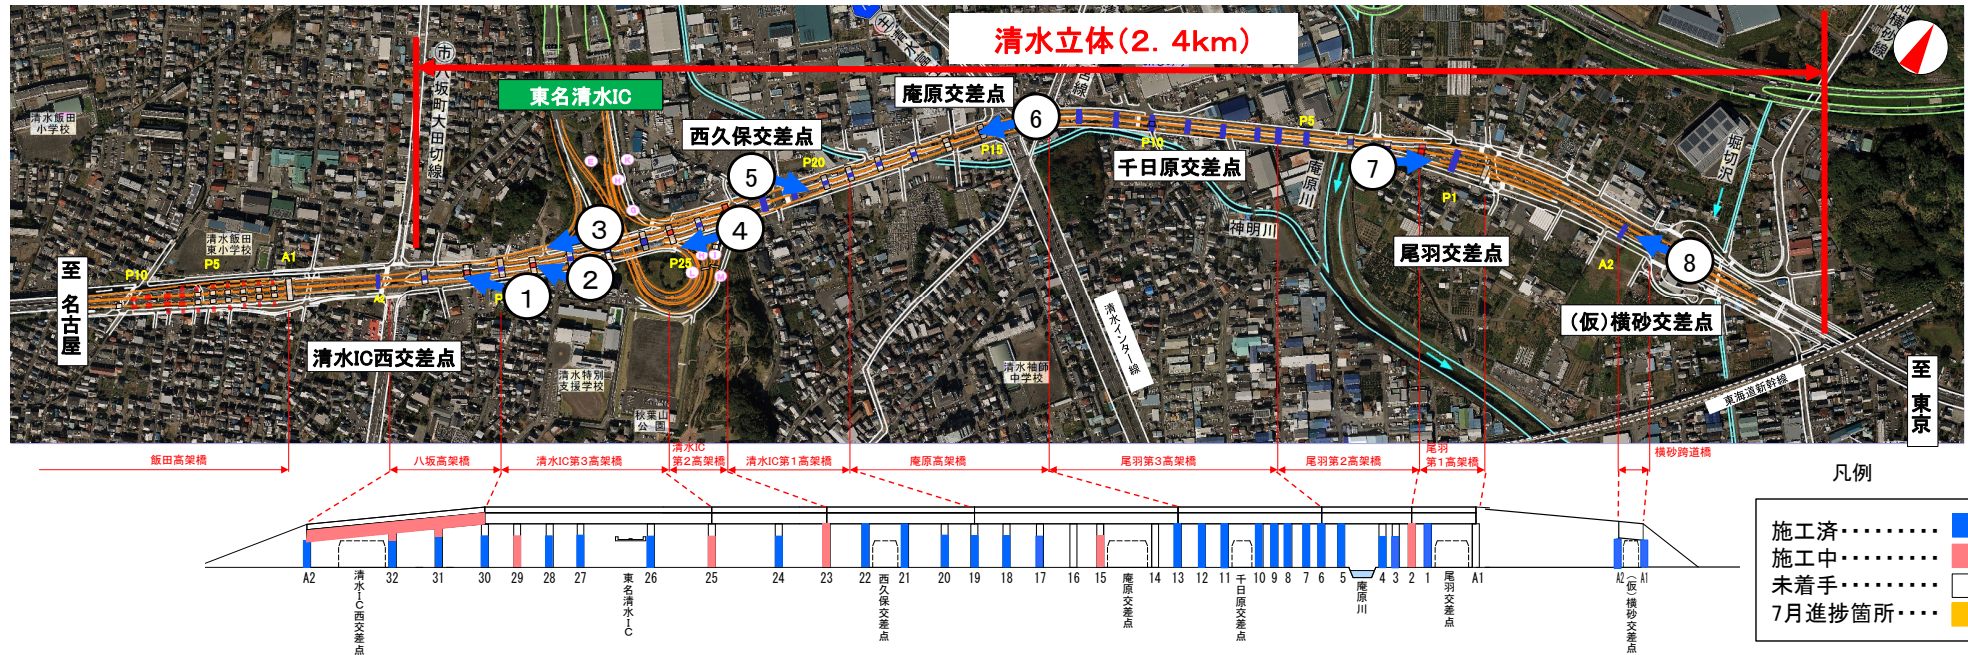 清水立体(2.4km)
東名清水IC
㊞八坂町大田切線
清水飯田
小学校
西久保交差点
庵原交差点
千日原交差点
庵原川
神明川
堀切沢
横砂線
尾羽交差点
(仮)横砂交差点
清水IC西交差点
清水飯田
東小学校
至 名古屋
至 東京
清水特別
支援学校
秋葉山
公園
清水袖師
中学校
清水インター線
東海道新幹線
P10
P5
A1
A2
P25
P20
P15
P10
P5
P1
A2
E
K
H
G
L
H
T
M
1
2
3
4
5
6
7
8
飯田高架橋
八坂高架橋
清水IC第3高架橋
清水IC
第2高架橋
清水IC第1高架橋
庵原高架橋
尾羽第3高架橋
尾羽第2高架橋
尾羽
第1高架橋
横砂跨道橋
A2
清水IC西交差点
32
31
30
29
28
27
東名清水IC
26
25
24
23
22
西久保交差点
21
20
19
18
17
16
15
庵原交差点
14
13
12
11
千日原交差点
10
9
8
7
6
5
庵原川
4
3
2
1
尾羽交差点
A1
A2
(仮)横砂交差点
A1
凡例
施工済・・・・・・・・・
施工中・・・・・・・・・
未着手・・・・・・・・・
7月進捗箇所・・・・